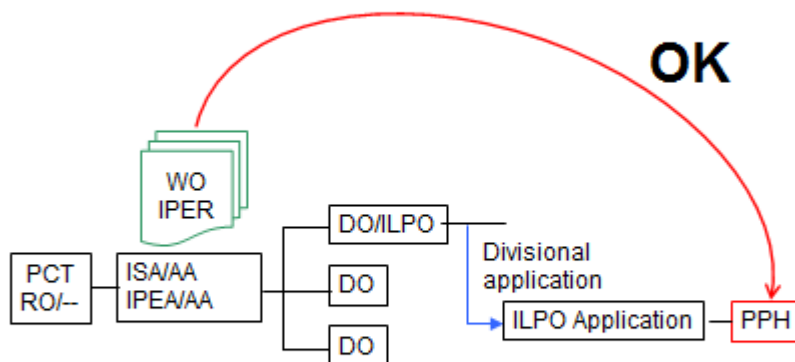 OK
WO
IPER
DO/ILPO
PCT
RO/--
ISA/AA
IPEA/AA
Divisional
application
DO
ILPO Application
PPH
DO